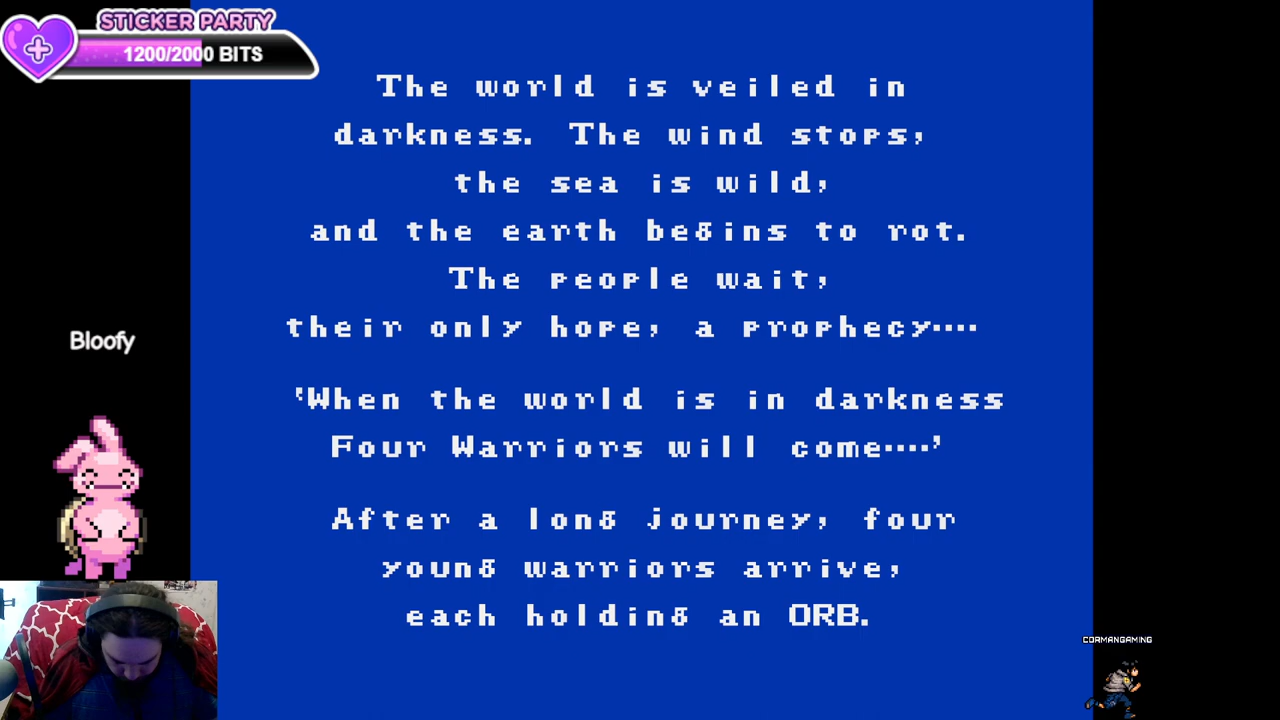 STICKER PARTY
1200/2000 BITS
The world is veiled in
darkness. The wind stops,
the sea is wild,
and the earth begins to rot.
The people wait,
their only hope, a prophecy....
'When the world is in darkness
Four Warriors will come....'
After a long journey, four
young warriors arrive,
each holding an ORB.
Bloofy
CORMANGAMING